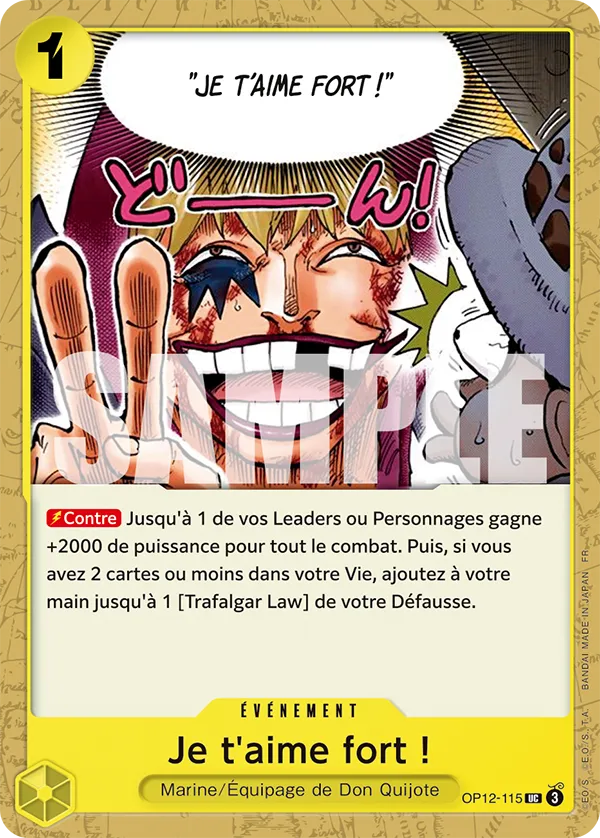 1
"JE T'AIME FORT !"
どーん!
SAMPLE
Contre Jusqu'à 1 de vos Leaders ou Personnages gagne
+2000 de puissance pour tout le combat. Puis, si vous
avez 2 cartes ou moins dans votre Vie, ajoutez à votre
main jusqu'à 1 [Trafalgar Law] de votre Défausse.
ÉVÉNEMENT
Je t'aime fort !
Marine/Équipage de Don Quijote
OP12-115 UC 3
©E.O./S.,T.A. BANDAI MADE IN JAPAN FR